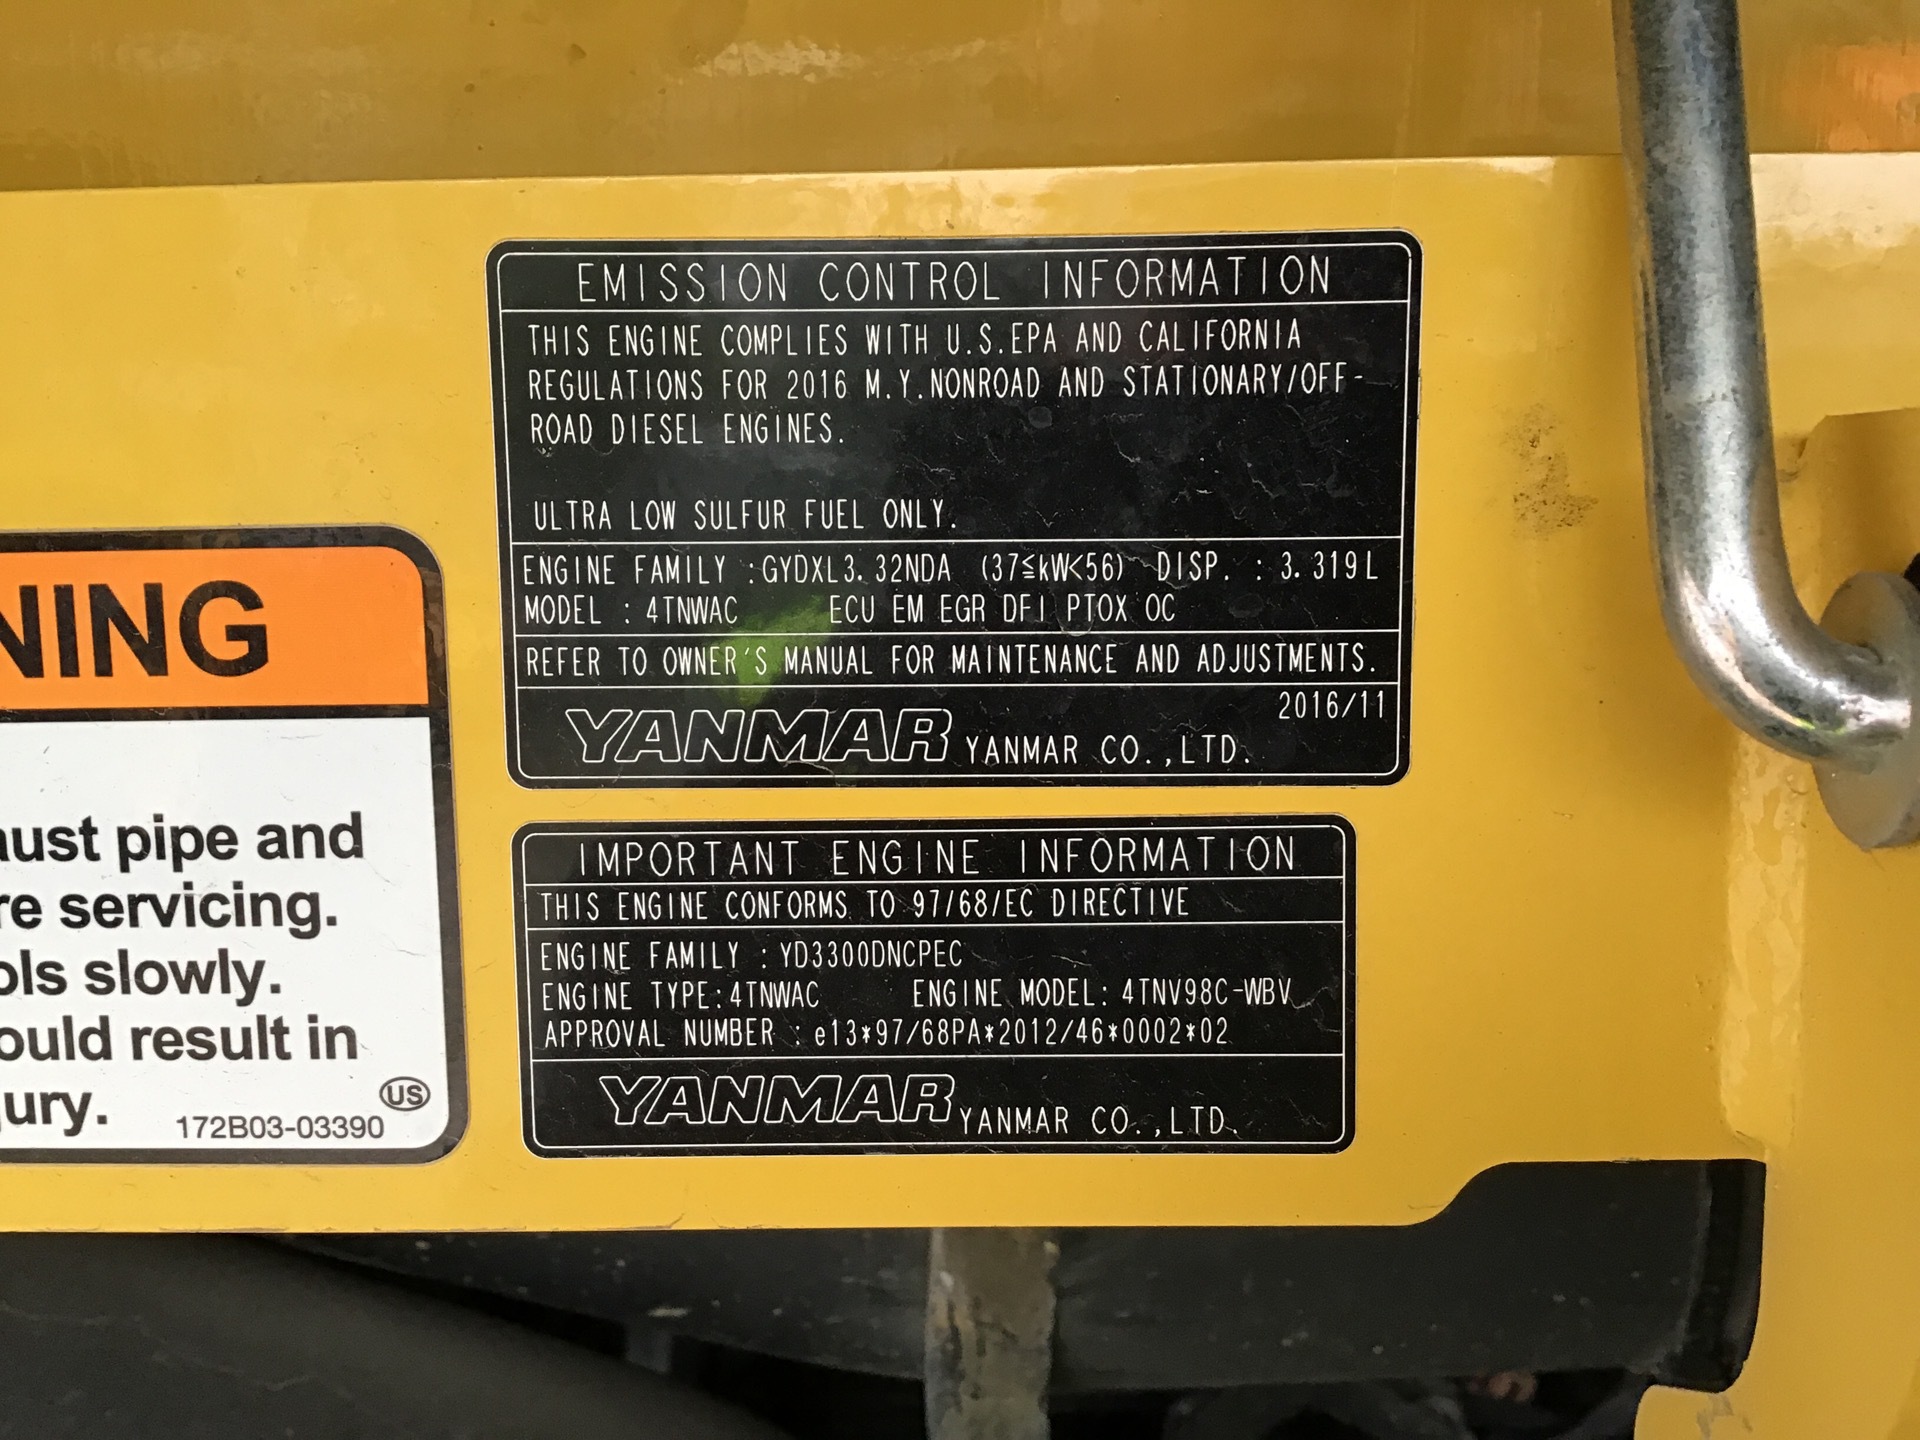 EMISSION CONTROL INFORMATION
THIS ENGINE COMPLIES WITH U.S.EPA AND CALIFORNIA
REGULATIONS FOR 2016 M.Y.NONROAD AND STATIONARY/OFF-
ROAD DIESEL ENGINES.
ULTRA LOW SULFUR FUEL ONLY.
ENGINE FAMILY :GYDXL3.32NDA (37≦kW<56) DISP. : 3.319L
MODEL : 4TNWAC ECU EM EGR DFI PTOX OC
REFER TO OWNER'S MANUAL FOR MAINTENANCE AND ADJUSTMENTS.
2016/11
YANMAR YANMAR CO.,LTD.
NING
aust pipe and
re servicing.
ols slowly.
ould result in
jury.
172B03-03390 US
IMPORTANT ENGINE INFORMATION
THIS ENGINE CONFORMS TO 97/68/EC DIRECTIVE
ENGINE FAMILY : YD3300DNCPEC
ENGINE TYPE:4TNWAC ENGINE MODEL: 4TNV98C-WBV
APPROVAL NUMBER : e13*97/68PA*2012/46*0002*02
YANMAR YANMAR CO.,LTD.